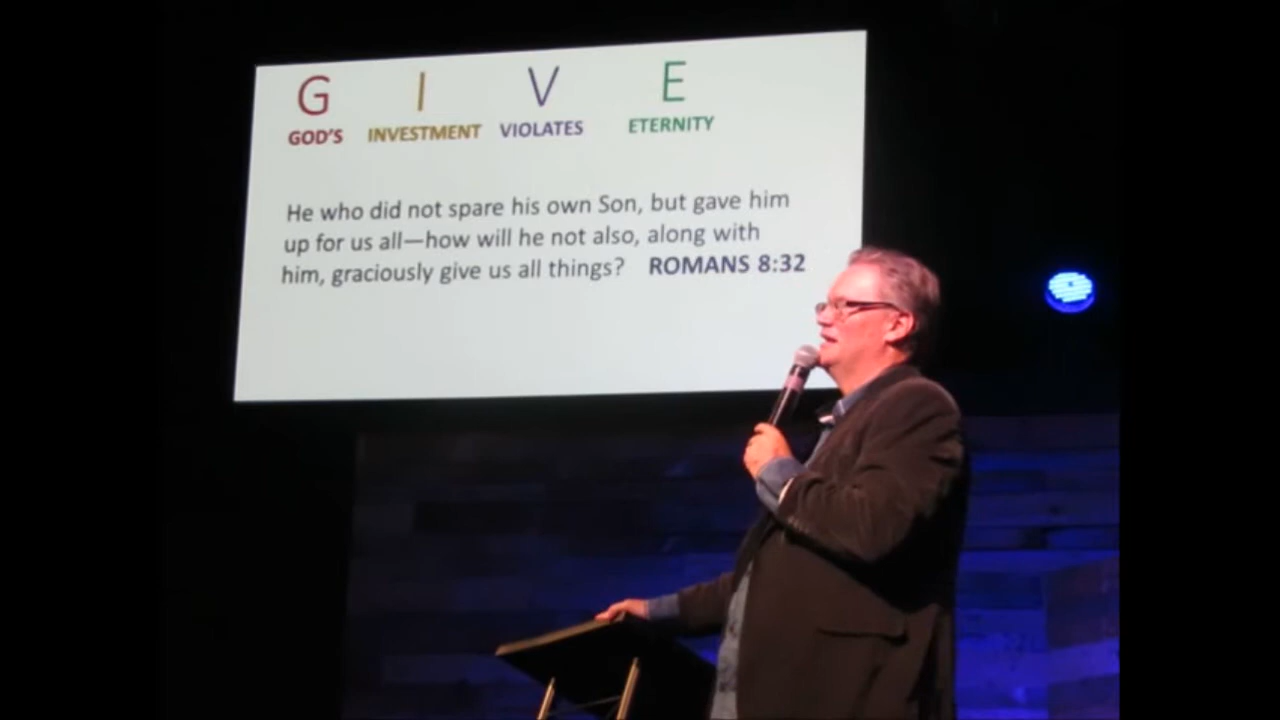 G I V E
GOD'S INVESTMENT VIOLATES ETERNITY
He who did not spare his own Son, but gave him
up for us all—how will he not also, along with
him, graciously give us all things? ROMANS 8:32